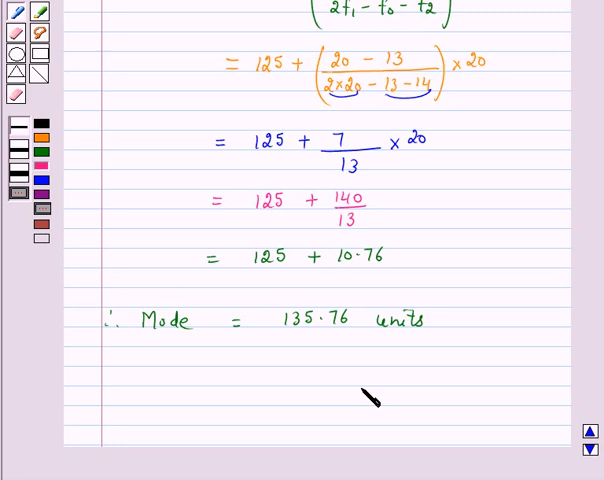 2f₁ - f₀ - f₂
= 125 + (20 - 13 / 2×20 - 13 - 14) × 20
= 125 + 7/13 × 20
= 125 + 140/13
= 125 + 10.76
∴ Mode = 135.76 units